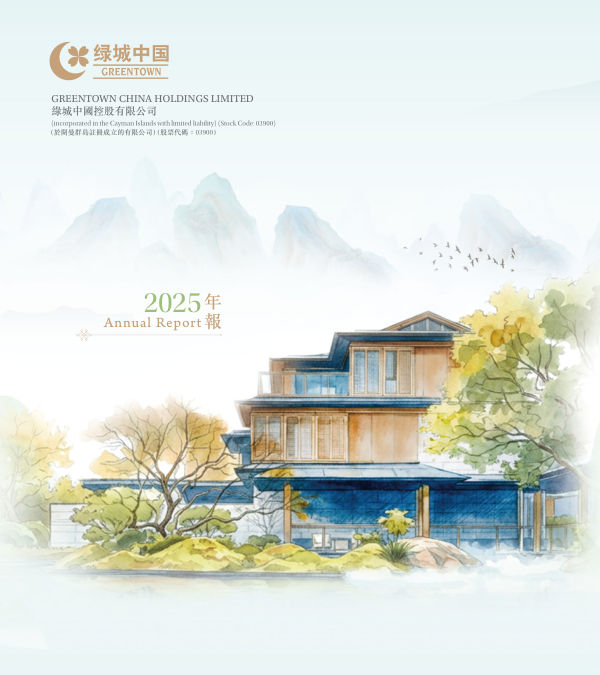 绿城中国
GREENTOWN
GREENTOWN CHINA HOLDINGS LIMITED
綠城中國控股有限公司
(incorporated in the Cayman Islands with limited liability) (Stock Code: 03900)
(於開曼群島註冊成立的有限公司) (股票代碼：03900)
2025年報
Annual Report